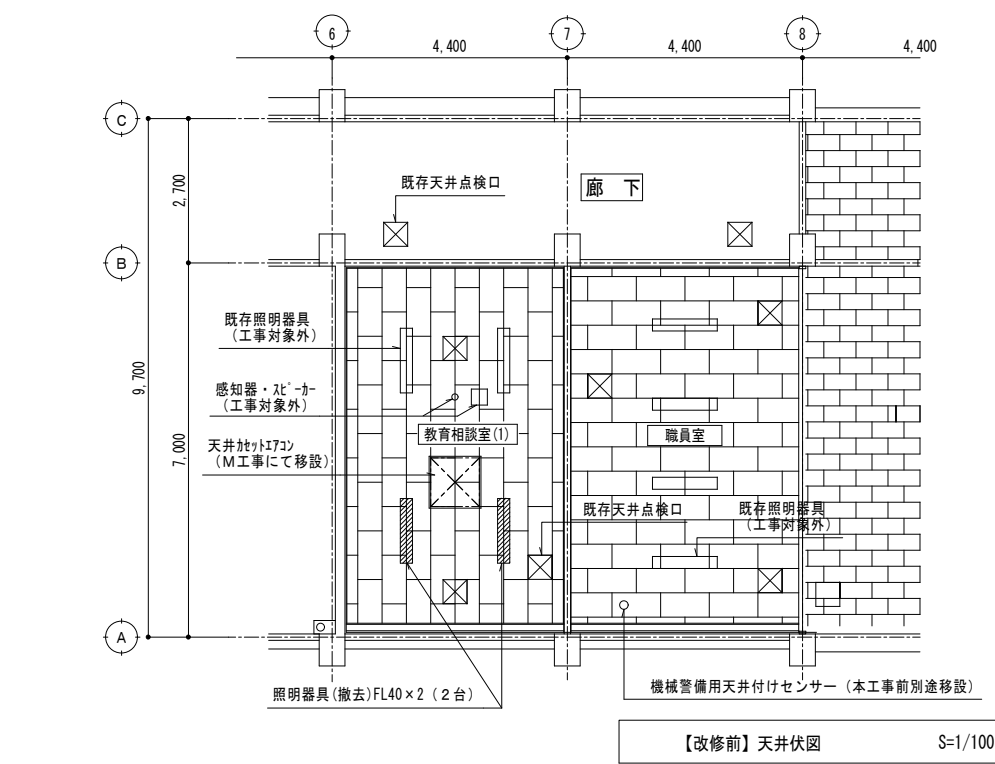 6
7
8
4,400
4,400
4,400
C
B
A
2,700
9,700
7,000
既存天井点検口
廊 下
既存照明器具
(工事対象外)
感知器・スピーカー
(工事対象外)
天井カセットエアコン
(M工事にて移設)
教育相談室(1)
職員室
既存天井点検口
既存照明器具
(工事対象外)
照明器具(撤去)FL40×2(2台)
機械警備用天井付けセンサー(本工事前別途移設)
【改修前】天井伏図 S=1/100